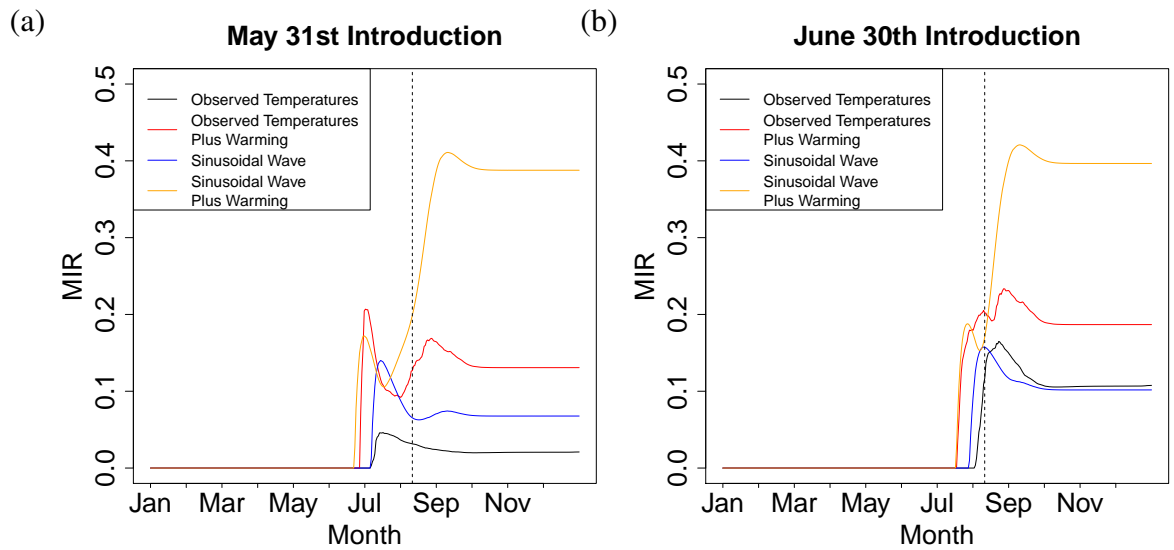 (a)
May 31st Introduction
0.5
0.4
0.3
0.2
0.1
0.0
MIR
Observed Temperatures
Observed Temperatures
Plus Warming
Sinusoidal Wave
Sinusoidal Wave
Plus Warming
Jan Mar May Jul Sep Nov
Month
(b)
June 30th Introduction
0.5
0.4
0.3
0.2
0.1
0.0
MIR
Observed Temperatures
Observed Temperatures
Plus Warming
Sinusoidal Wave
Sinusoidal Wave
Plus Warming
Jan Mar May Jul Sep Nov
Month